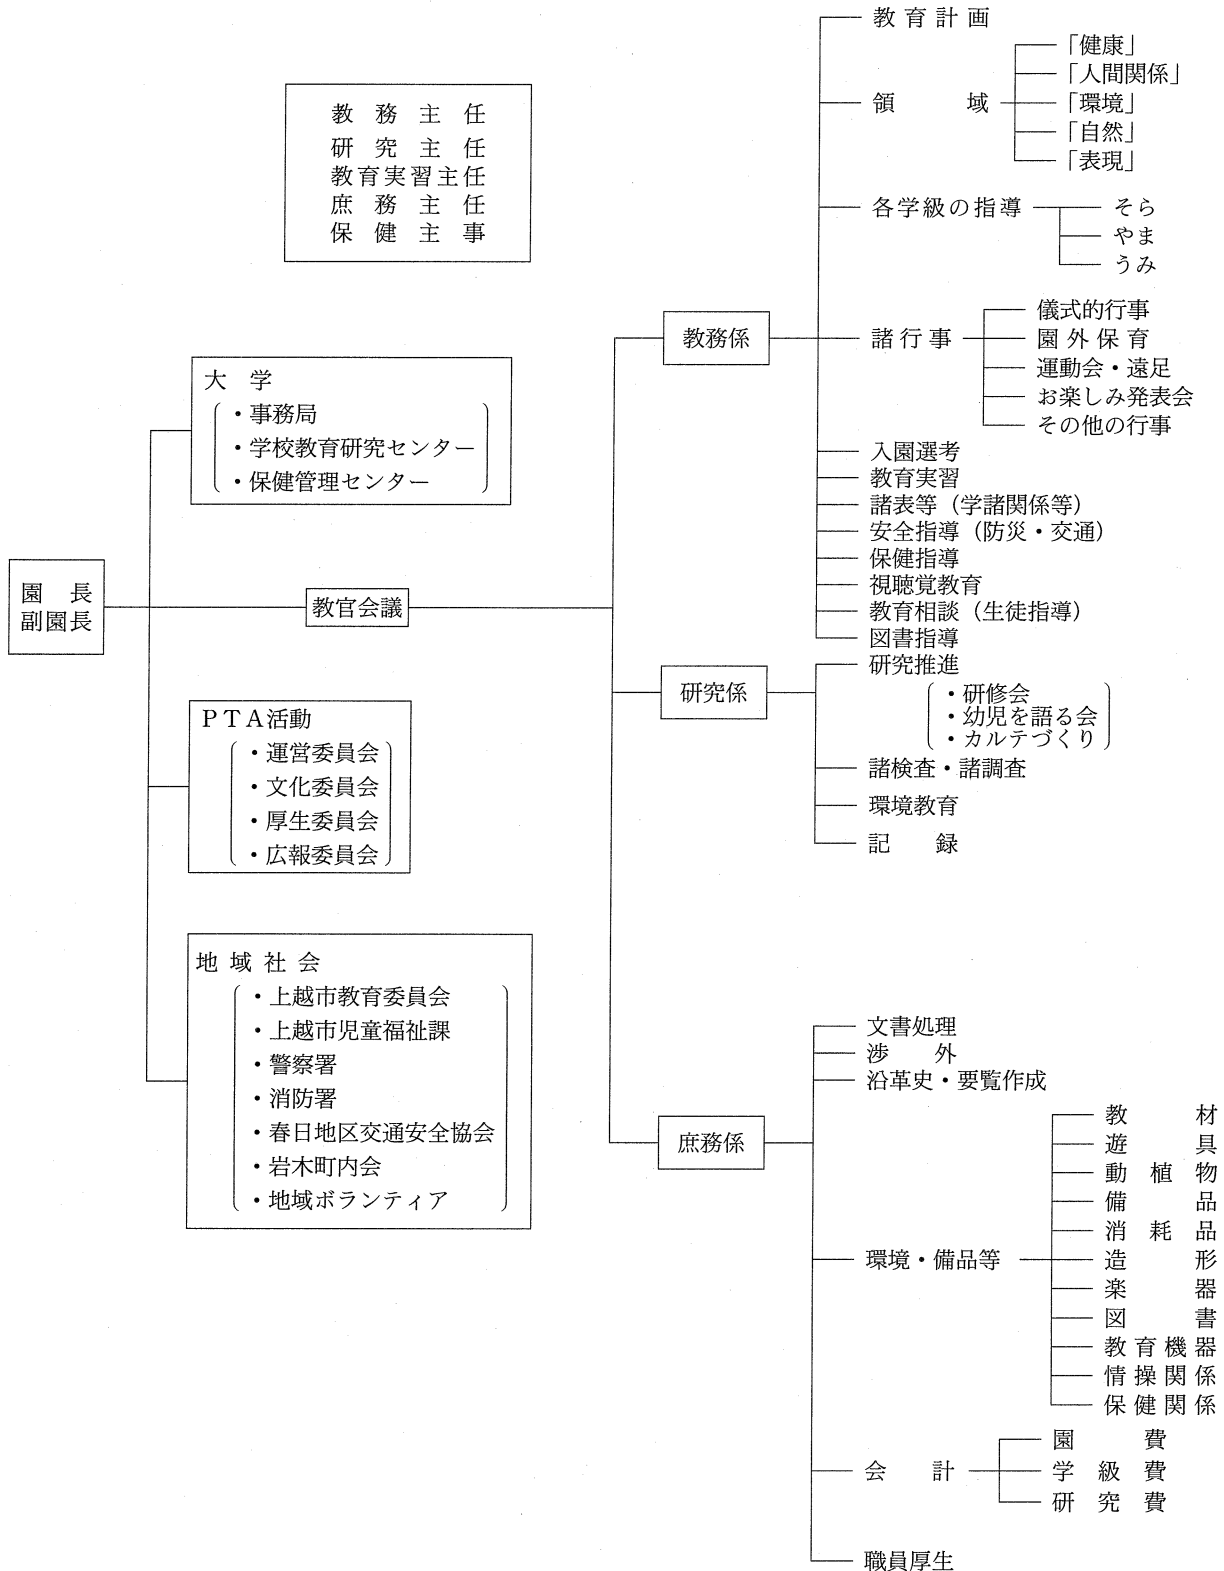 教務主任
研究主任
教育実習主任
庶務主任
保健主事
大学
・事務局
・学校教育研究センター
・保健管理センター
園長
副園長
教官会議
PTA活動
・運営委員会
・文化委員会
・厚生委員会
・広報委員会
地域社会
・上越市教育委員会
・上越市児童福祉課
・警察署
・消防署
・春日地区交通安全協会
・岩木町内会
・地域ボランティア
教務係
教育計画
領域
「健康」
「人間関係」
「環境」
「自然」
「表現」
各学級の指導
そら
やま
うみ
諸行事
儀式的行事
園外保育
運動会・遠足
お楽しみ発表会
その他の行事
入園選考
教育実習
諸表等（学諸関係等）
安全指導（防災・交通）
保健指導
視聴覚教育
教育相談（生徒指導）
図書指導
研究係
研究推進
・研修会
・幼児を語る会
・カルテづくり
諸検査・諸調査
環境教育
記録
庶務係
文書処理
渉外
沿革史・要覧作成
環境・備品等
教材
遊具
動植物
備品
消耗品
造形
楽器
図書
教育機器
情操関係
保健関係
会計
園費
学級費
研究費
職員厚生